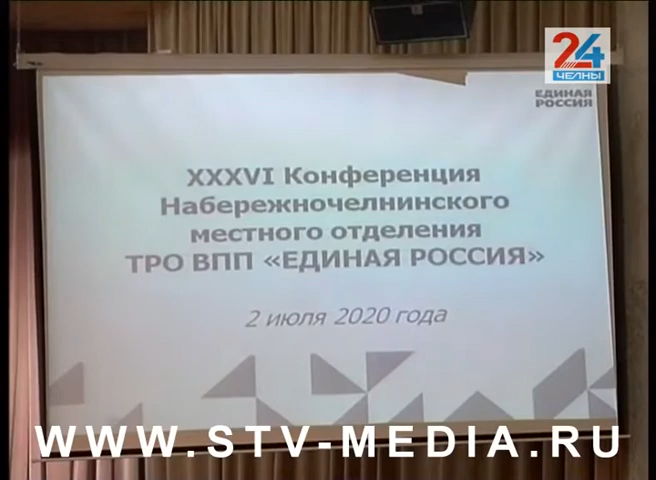 24
ЧЕЛНЫ
ЕДИНАЯ
РОССИЯ
XXXVI Конференция
Набережночелнинского
местного отделения
ТРО ВПП «ЕДИНАЯ РОССИЯ»
2 июля 2020 года
WWW.STV-MEDIA.RU